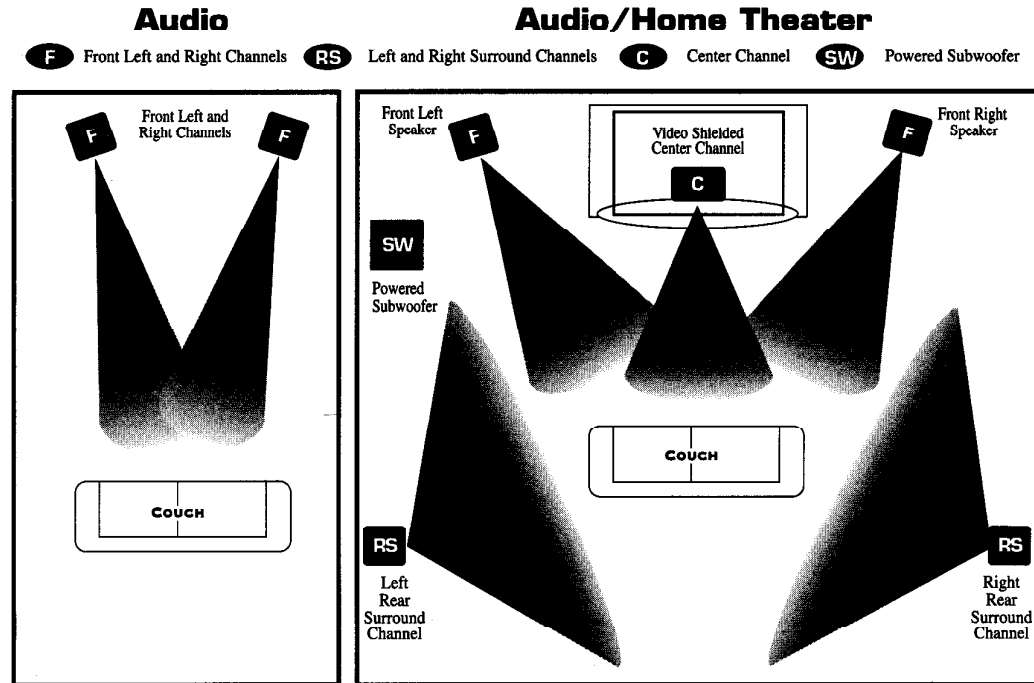 Audio
Audio/Home Theater
F Front Left and Right Channels RS Left and Right Surround Channels C Center Channel SW Powered Subwoofer
Front Left and
Right Channels
F
F
COUCH
Front Left
Speaker
F
Video Shielded
Center Channel
C
F
Front Right
Speaker
SW
Powered
Subwoofer
COUCH
RS
Left
Rear
Surround
Channel
RS
Right
Rear
Surround
Channel